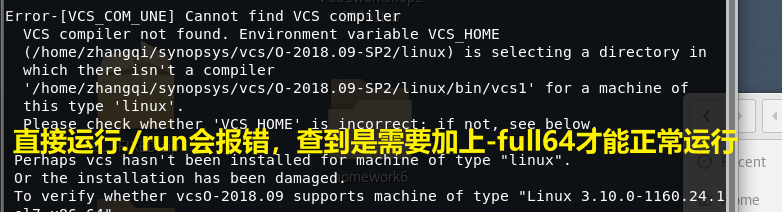 Error-[VCS_COM_UNE] Cannot find VCS compiler
VCS compiler not found. Environment variable VCS_HOME
(/home/zhangqi/synopsys/vcs/O-2018.09-SP2/linux) is selecting a directory in
which there isn't a compiler
'/home/zhangqi/synopsys/vcs/O-2018.09-SP2/linux/bin/vcs1' for a machine of
this type 'linux'.
Please check whether 'VCS_HOME' is incorrect; if not, see below.
直接运行./run会报错，查到是需要加上-full64才能正常运行
Perhaps vcs hasn't been installed for machine of type "linux".
Recent
Or the installation has been damaged.
homework6
To verify whether vcsO-2018.09 supports machine of type "Linux 3.10.0-1160.24.1
ome